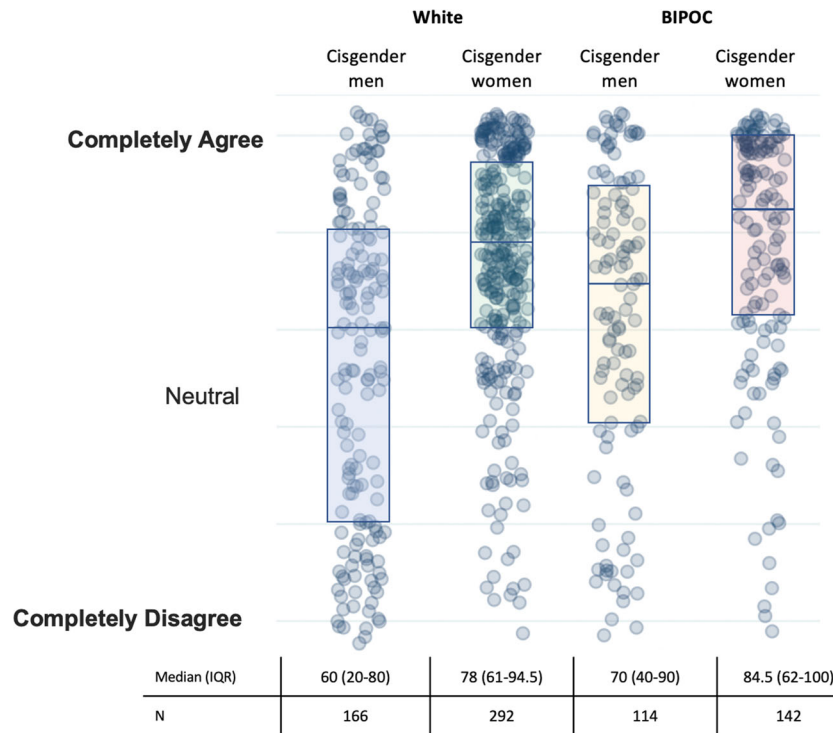 White BIPOC
Cisgender men Cisgender women Cisgender men Cisgender women
Completely Agree
Neutral
Completely Disagree
Median (IQR) 60 (20-80) 78 (61-94.5) 70 (40-90) 84.5 (62-100)
N 166 292 114 142